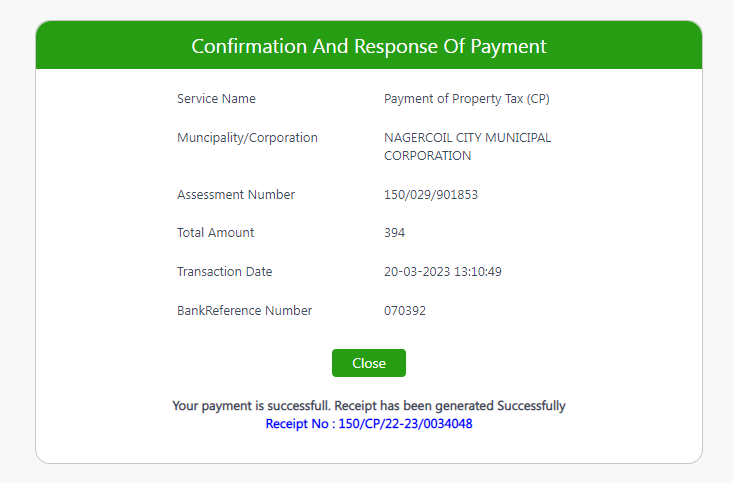 Confirmation And Response Of Payment
Service Name Payment of Property Tax (CP)
Muncipality/Corporation NAGERCOIL CITY MUNICIPAL
CORPORATION
Assessment Number 150/029/901853
Total Amount 394
Transaction Date 20-03-2023 13:10:49
BankReference Number 070392
Close
Your payment is successfull. Receipt has been generated Successfully
Receipt No : 150/CP/22-23/0034048